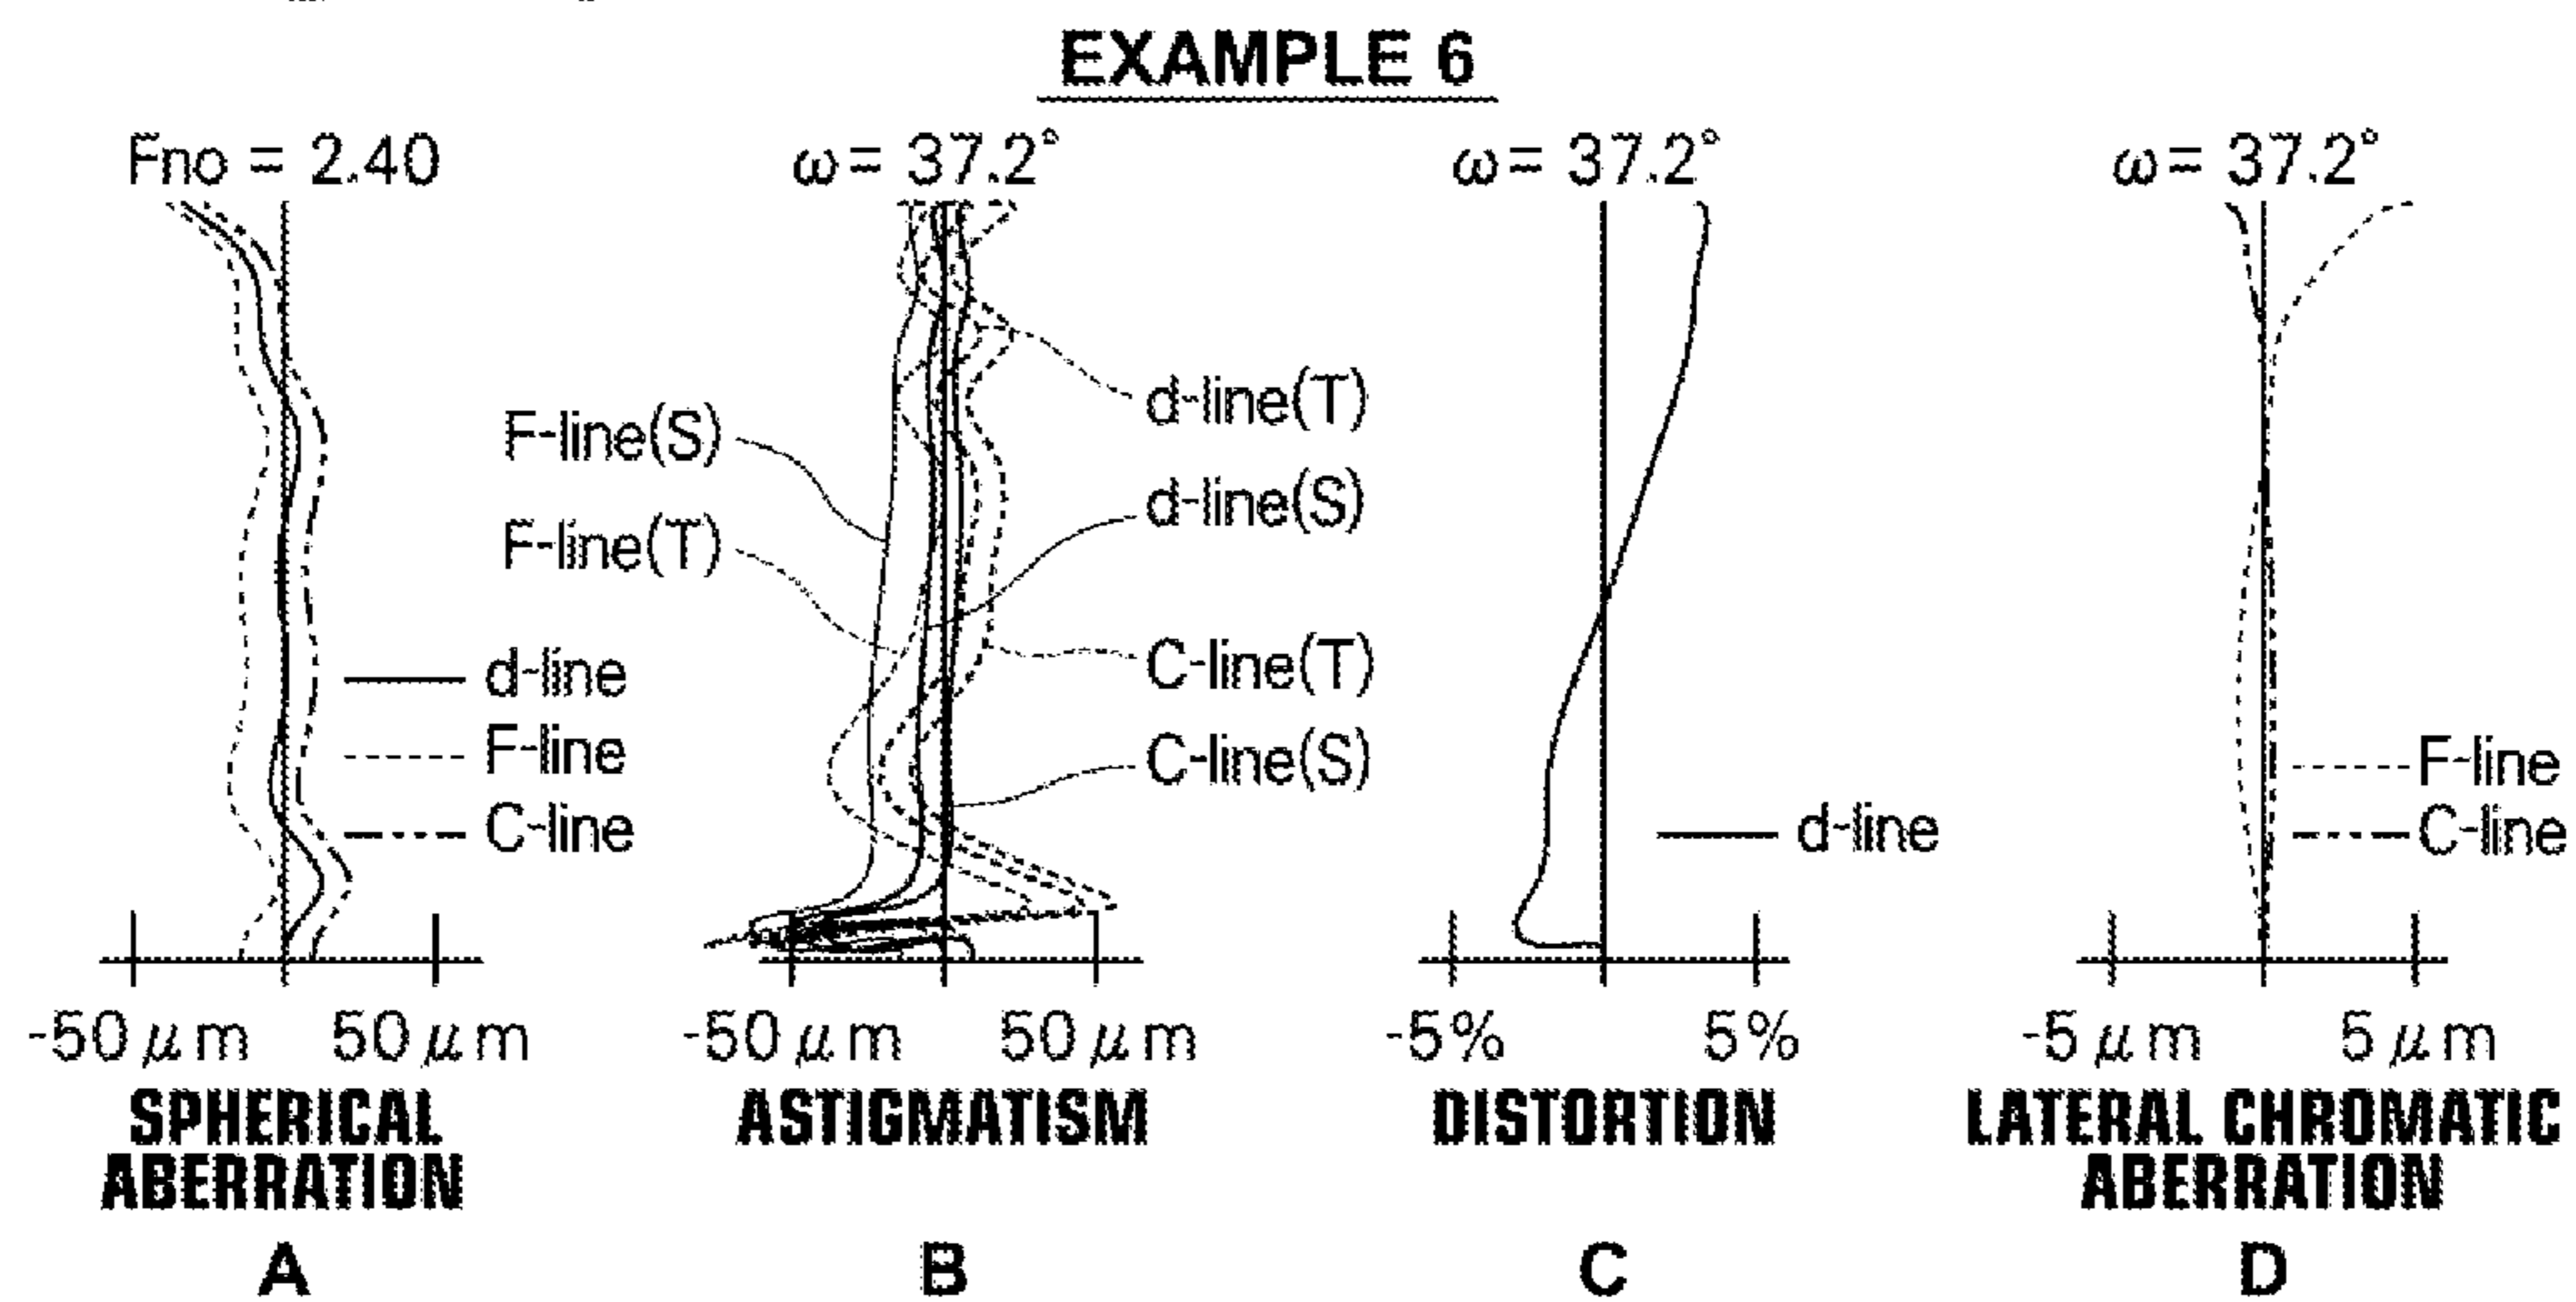 EXAMPLE 6
Fno = 2.40
ω= 37.2°
ω= 37.2°
ω= 37.2°
F-line(S)
F-line(T)
d-line(T)
d-line(S)
C-line(T)
C-line(S)
d-line
F-line
C-line
d-line
F-line
C-line
-50 μm
50 μm
-50 μm
50 μm
-5%
5%
-5 μm
5 μm
SPHERICAL
ABERRATION
ASTIGMATISM
DISTORTION
LATERAL CHROMATIC
ABERRATION
A
B
C
D